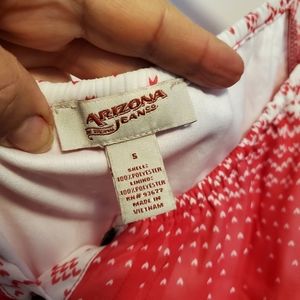 ARIZONA
JEANS
S
SHELL:
100%POLYESTER
LINING:
100%POLYESTER
RN# 93677
MADE IN
VIETNAM